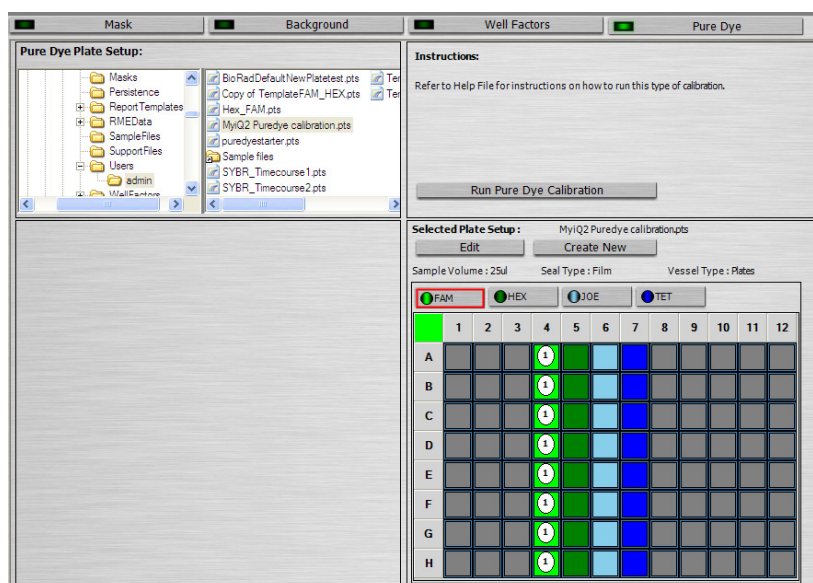 Mask
Background
Well Factors
Pure Dye
Pure Dye Plate Setup:
Masks
Persistence
ReportTemplates
RMEData
SampleFiles
SupportFiles
Users
admin
WellFactors
BioRadDefaultNewPlatetest.pts
Copy of TemplateFAM_HEX.pts
Hex_FAM.pts
MyiQ2 Puredye calibration.pts
puredyestarter.pts
Sample files
SYBR_Timecourse1.pts
SYBR_Timecourse2.pts
Ter
Ter
Instructions:
Refer to Help File for instructions on how to run this type of calibration.
Run Pure Dye Calibration
Selected Plate Setup : MyiQ2 Puredye calibration.pts
Edit Create New
Sample Volume : 25ul Seal Type : Film Vessel Type : Plates
FAM HEX JOE TET
1 2 3 4 5 6 7 8 9 10 11 12
A 1
B 1
C 1
D 1
E 1
F 1
G 1
H 1